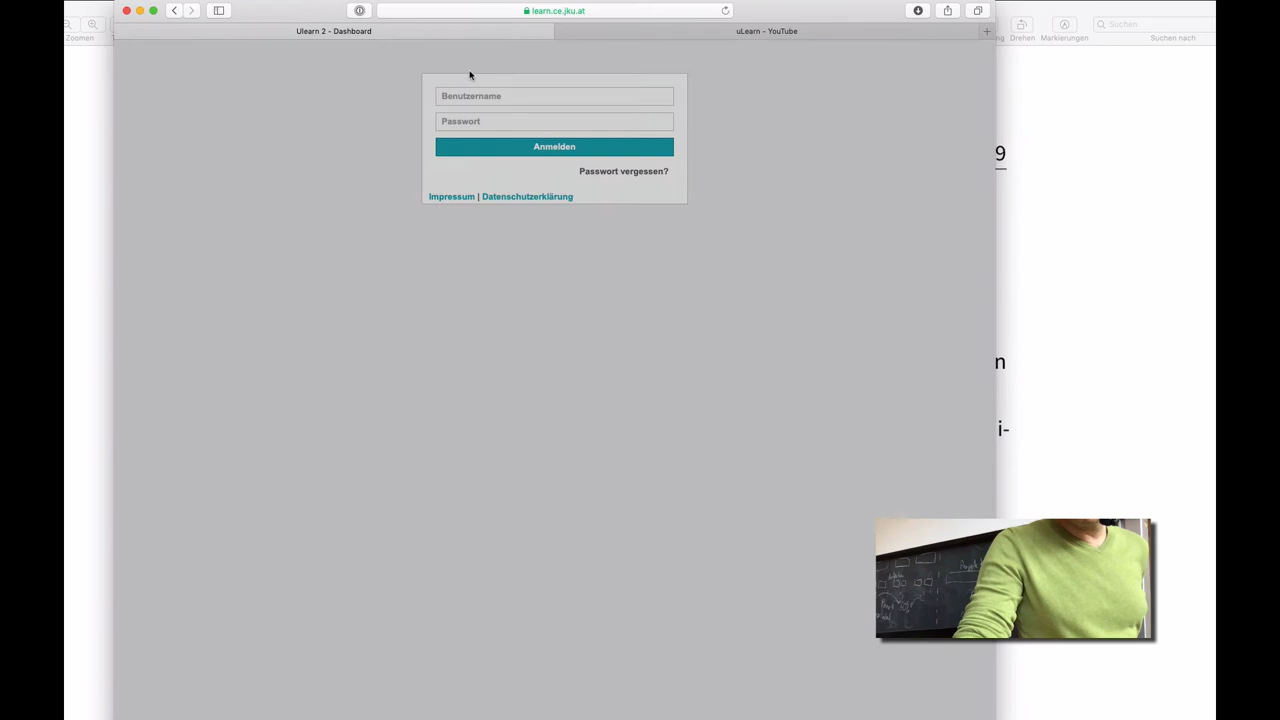 learn.ce.jku.at
Zoomen
Drehen
Markierungen
Suchen
Suchen nach
Ulearn 2 - Dashboard
uLearn - YouTube
Benutzername
Passwort
Anmelden
Passwort vergessen?
Impressum | Datenschutzerklärung
9
n
i-